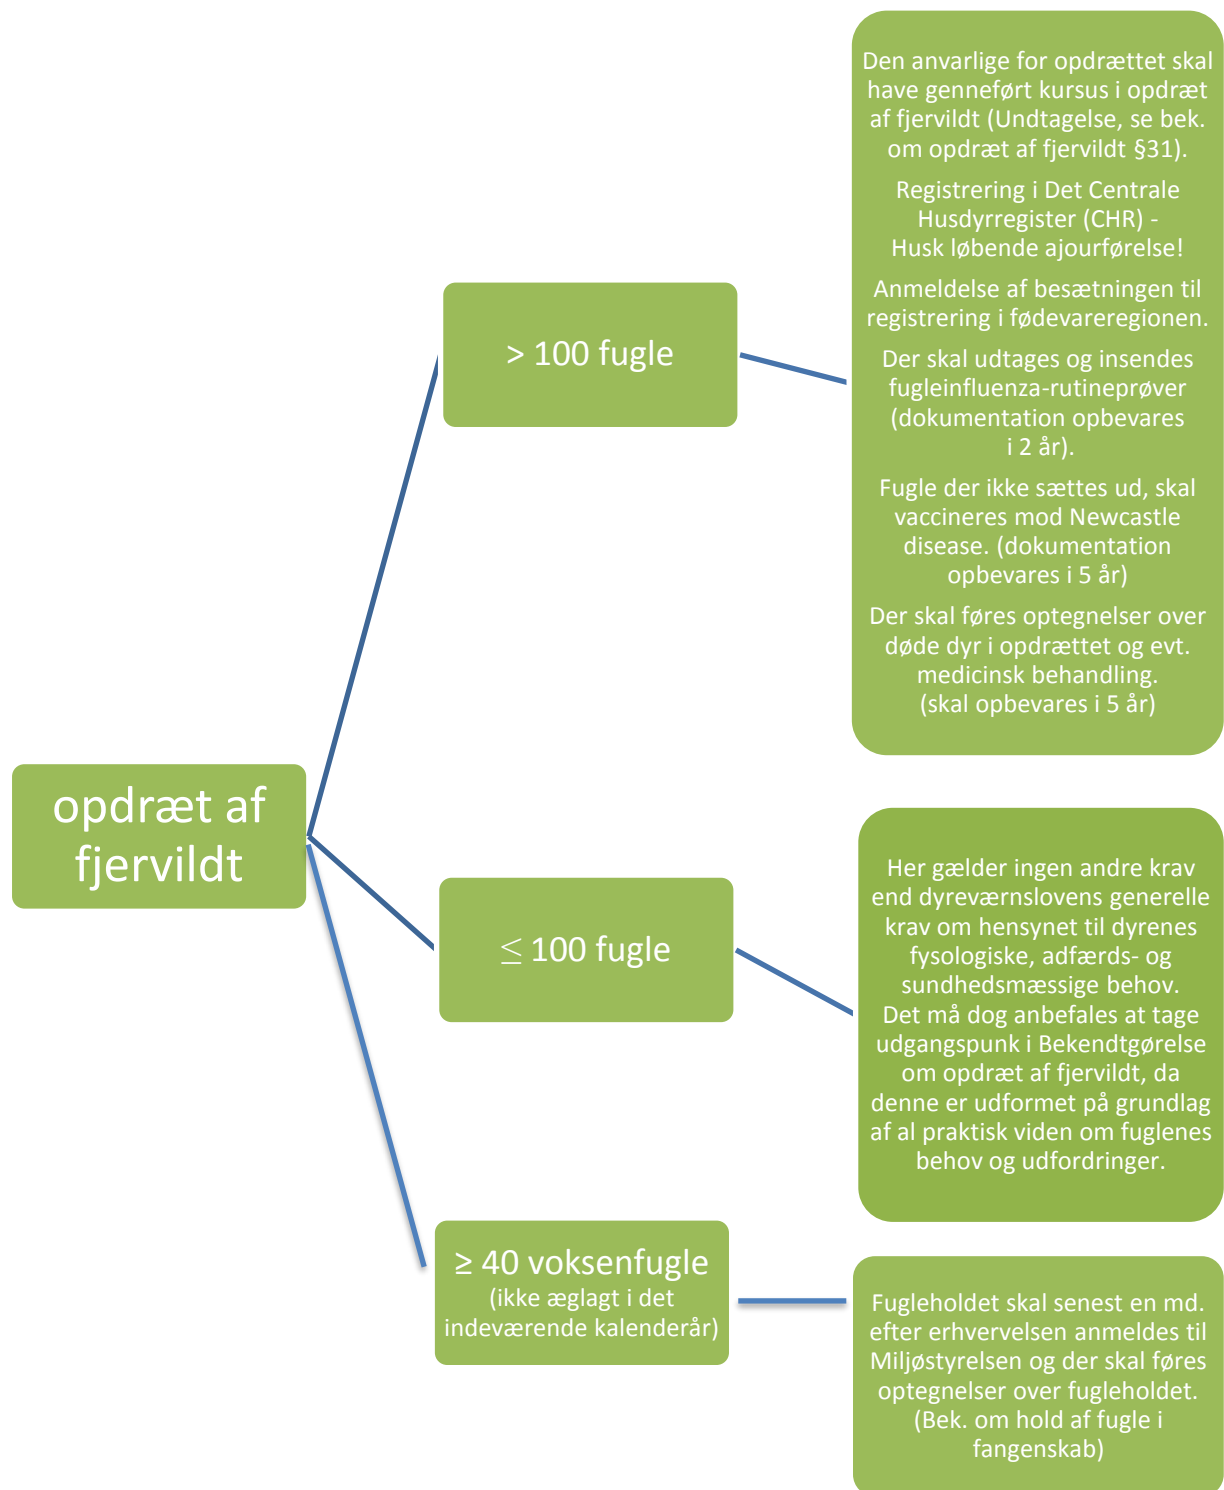 opdræt af
fjervildt
> 100 fugle
Den anvarlige for opdrættet skal
have genneført kursus i opdræt
af fjervildt (Undtagelse, se bek.
om opdræt af fjervildt §31).
Registrering i Det Centrale
Husdyrregister (CHR) -
Husk løbende ajourførelse!
Anmeldelse af besætningen til
registrering i fødevareregionen.
Der skal udtages og insendes
fugleinfluenza-rutineprøver
(dokumentation opbevares
i 2 år).
Fugle der ikke sættes ud, skal
vaccineres mod Newcastle
disease. (dokumentation
opbevares i 5 år)
Der skal føres optegnelser over
døde dyr i opdrættet og evt.
medicinsk behandling.
(skal opbevares i 5 år)
≤ 100 fugle
Her gælder ingen andre krav
end dyreværnslovens generelle
krav om hensynet til dyrenes
fysologiske, adfærds- og
sundhedsmæssige behov.
Det må dog anbefales at tage
udgangspunk i Bekendtgørelse
om opdræt af fjervildt, da
denne er udformet på grundlag
af al praktisk viden om fuglenes
behov og udfordringer.
≥ 40 voksenfugle
(ikke æglagt i det
indeværende kalenderår)
Fugleholdet skal senest en md.
efter erhvervelsen anmeldes til
Miljøstyrelsen og der skal føres
optegnelser over fugleholdet.
(Bek. om hold af fugle i
fangenskab)